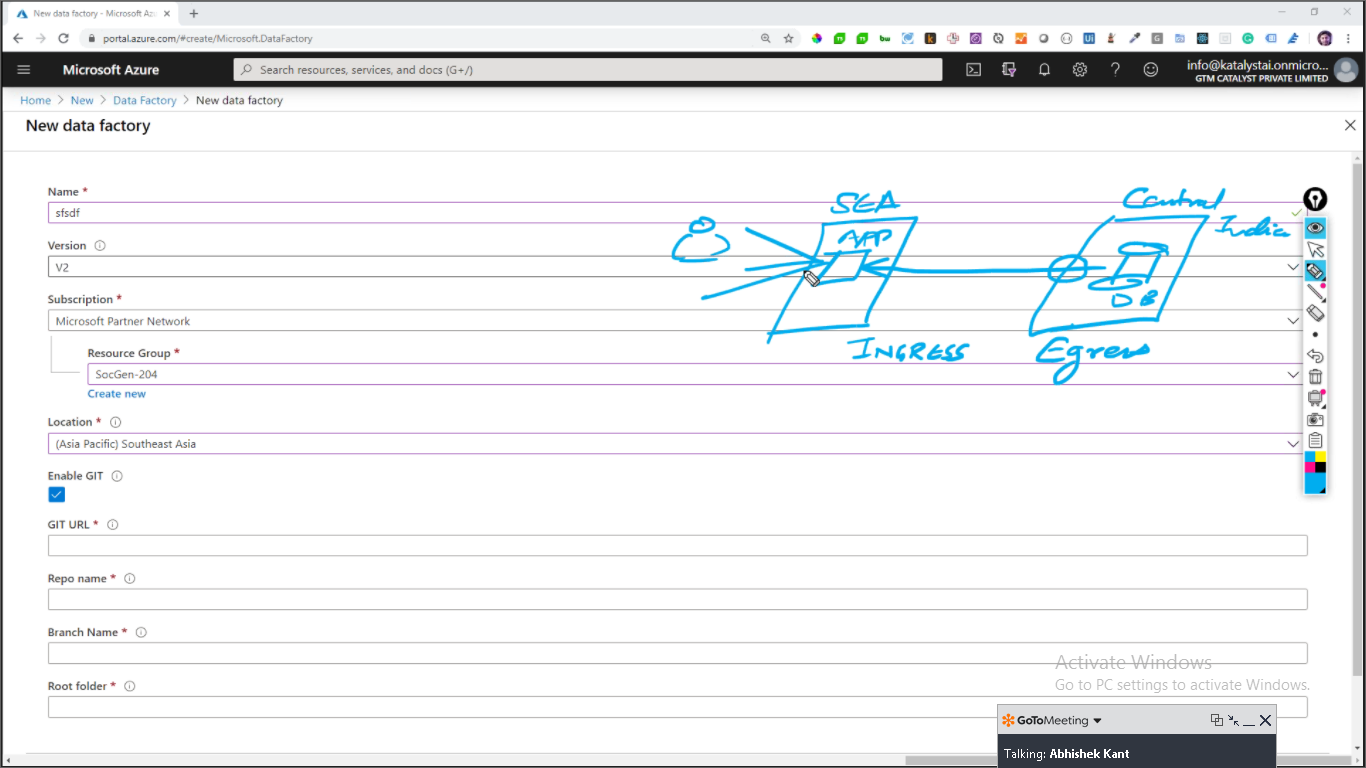 New data factory - Microsoft Az
portal.azure.com/#create/Microsoft.DataFactory
Microsoft Azure
Search resources, services, and docs (G+/)
info@katalystai.onmicro...
GTM CATALYST PRIVATE LIMITED
Home > New > Data Factory > New data factory
New data factory
Name *
sfsdf
Version
V2
Subscription *
Microsoft Partner Network
Resource Group *
SocGen-204
Create new
Location *
(Asia Pacific) Southeast Asia
Enable GIT
GIT URL *
Repo name *
Branch Name *
Root folder *
SEA
APP
INGRESS
Central
India
DB
Egress
Activate Windows
Go to PC settings to activate Windows.
GoToMeeting
Talking: Abhishek Kant